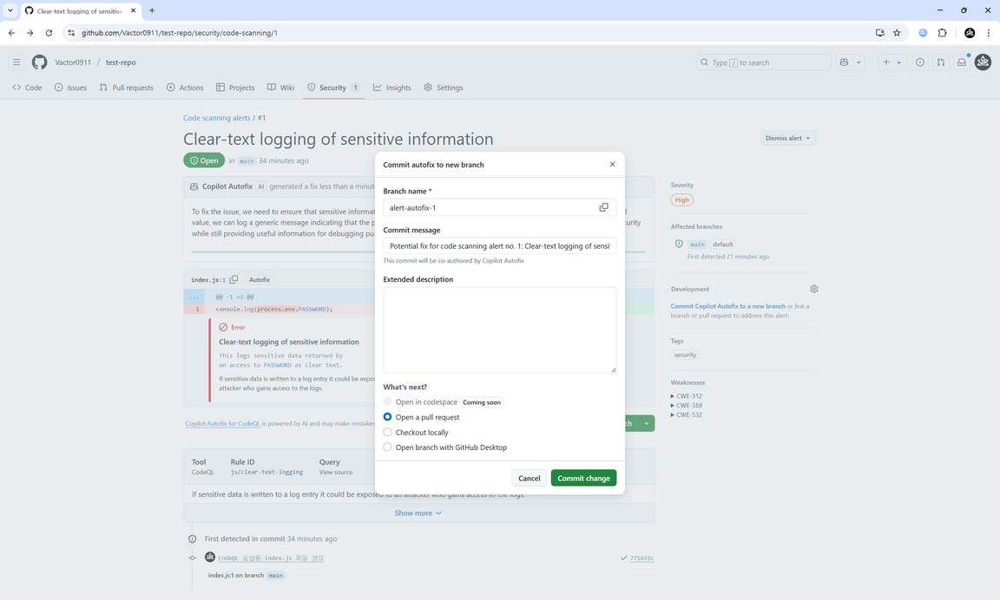 Clear-text logging of sensitive
github.com/Vactor0911/test-repo/security/code-scanning/1
Vactor0911 / test-repo
Type / to search
Code
Issues
Pull requests
Actions
Projects
Wiki
Security 1
Insights
Settings
Code scanning alerts / #1
Clear-text logging of sensitive information
Dismiss alert
Open in main 34 minutes ago
Copilot Autofix AI generated a fix less than a minut
To fix the issue, we need to ensure that sensitive informat
value, we can log a generic message indicating that the p
curity
while still providing useful information for debugging pu
index.js:1 Autofix
... @@ -1 +1 @@
1 console.log(process.env.PASSWORD);
Error
Clear-text logging of sensitive information
This logs sensitive data returned by
an access to PASSWORD as clear text.
If sensitive data is written to a log entry it could be expo
attacker who gains access to the logs.
Copilot Autofix for CodeQL is powered by AI and may make mistakes
ch
Tool
CodeQL
Rule ID
js/clear-text-logging
Query
View source
If sensitive data is written to a log entry it could be exposed to an attacker who gains access to the logs.
Show more
First detected in commit 34 minutes ago
CodeQL 실습용 index.js 파일 생성
771651c
index.js:1 on branch main
Commit autofix to new branch
Branch name *
alert-autofix-1
Commit message
Potential fix for code scanning alert no. 1: Clear-text logging of sensi
This commit will be co-authored by Copilot Autofix
Extended description
What's next?
Open in codespace Coming soon
Open a pull request
Checkout locally
Open branch with GitHub Desktop
Cancel
Commit change
Severity
High
Affected branches
main default
First detected 21 minutes ago
Development
Commit Copilot Autofix to a new branch or link a
branch or pull request to address this alert.
Tags
security
Weaknesses
CWE-312
CWE-359
CWE-532